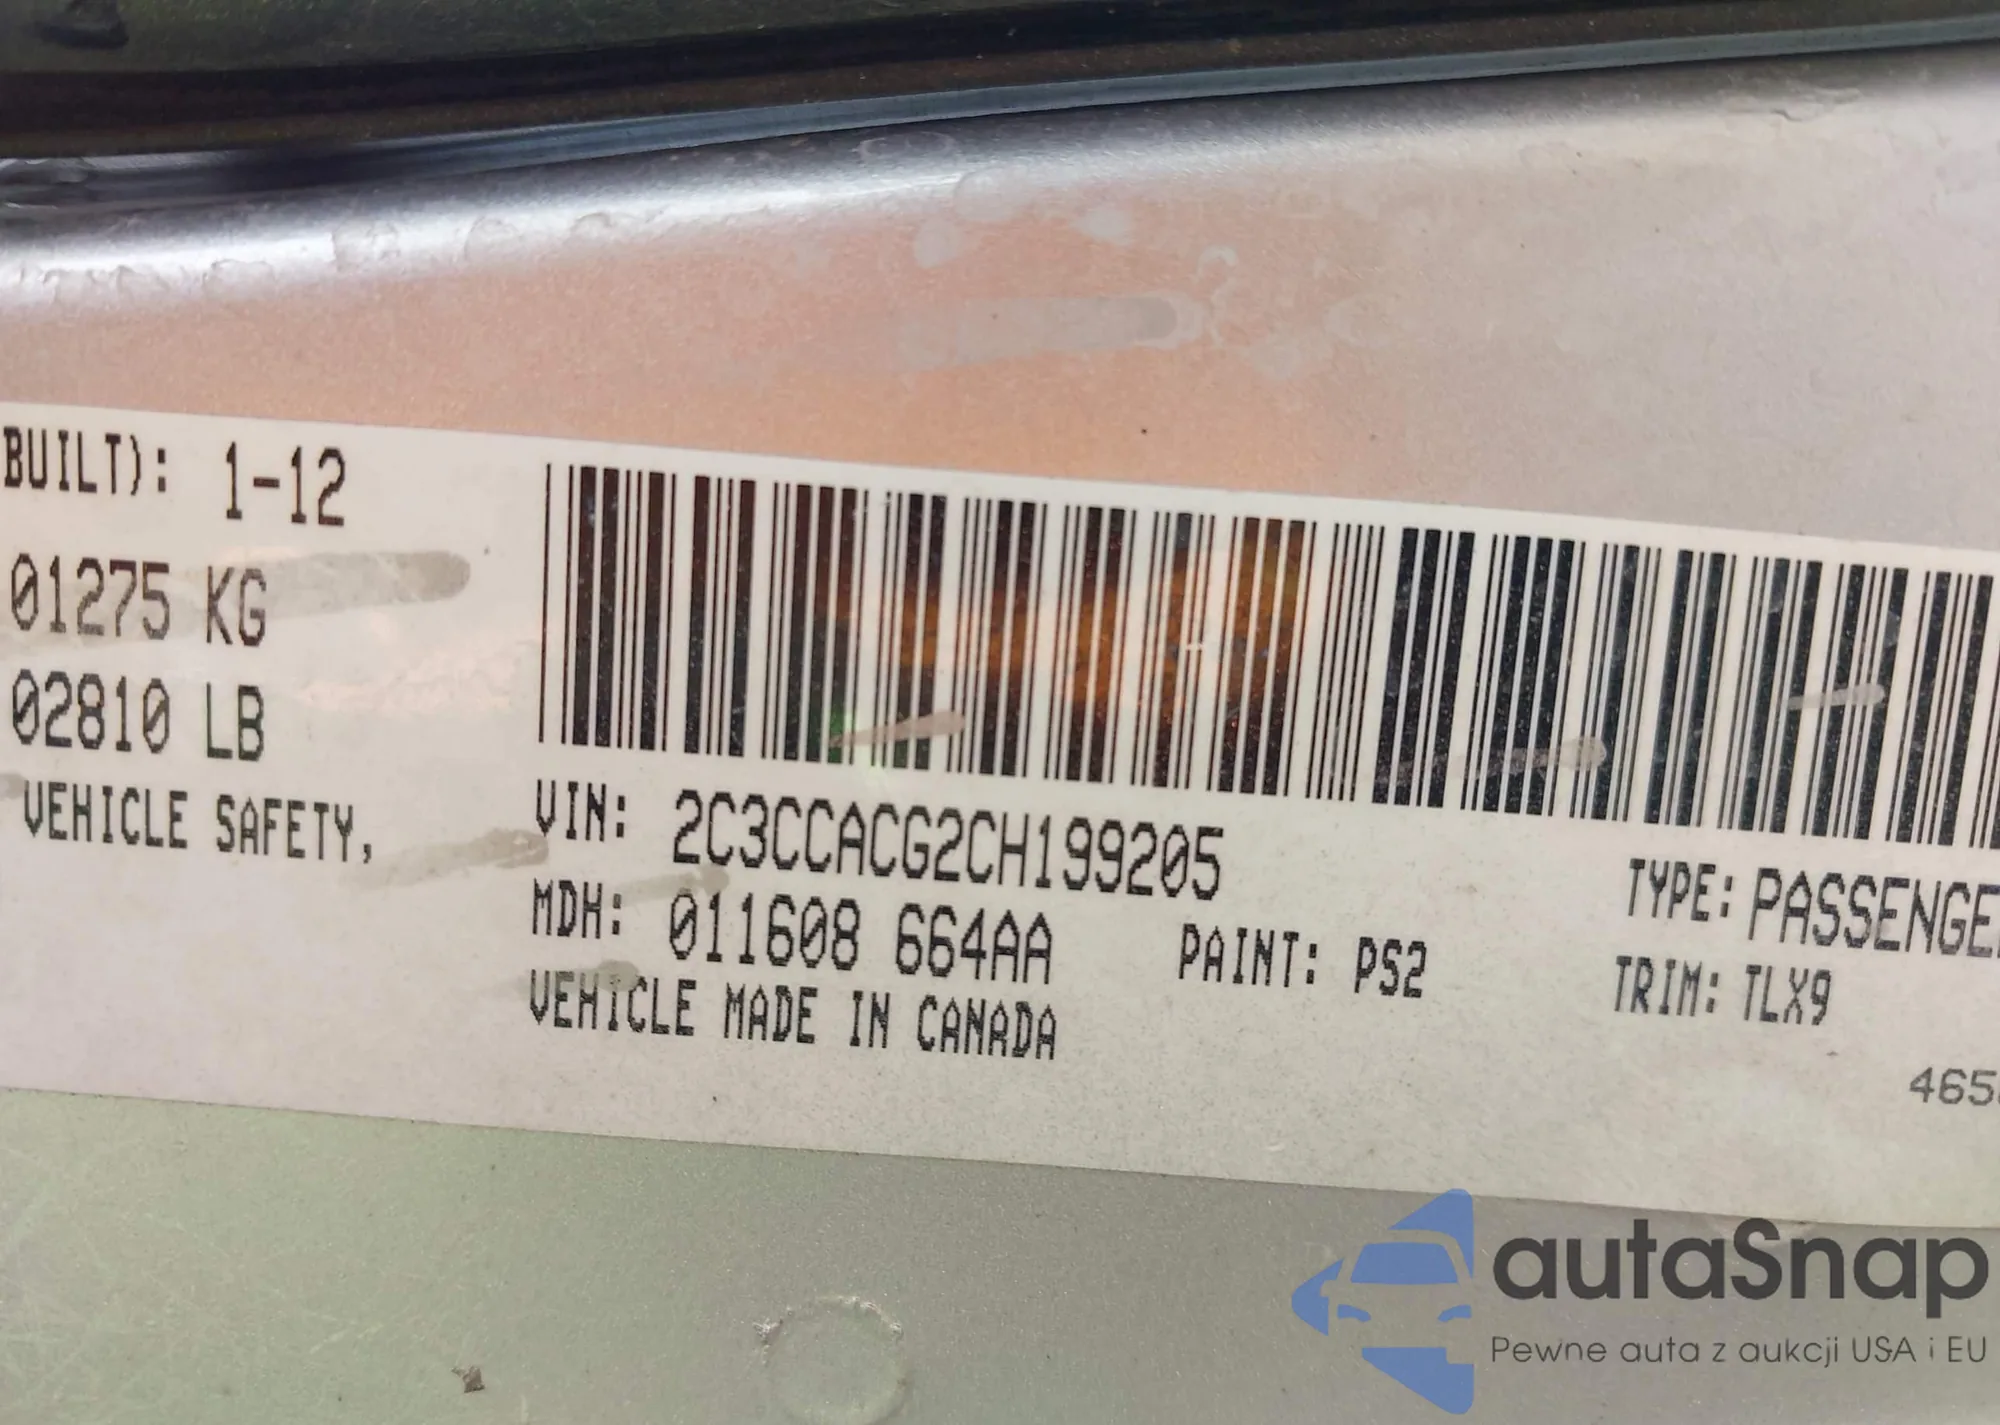 BUILT): 1-12
01275 KG
02810 LB
VEHICLE SAFETY,
VIN: 2C3CCACG2CH199205
MDH: 011608 664AA PAINT: PS2
VEHICLE MADE IN CANADA
TYPE: PASSENGE
TRIM: TLX9
465
autaSnap
Pewne auta z aukcji USA i EU